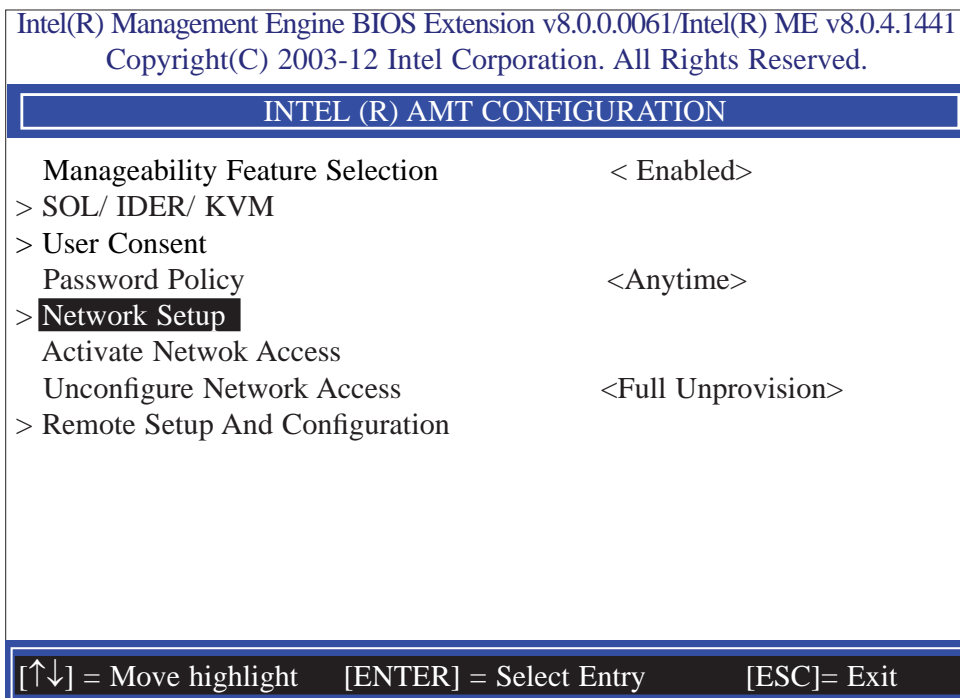 Intel(R) Management Engine BIOS Extension v8.0.0.0061/Intel(R) ME v8.0.4.1441
Copyright(C) 2003-12 Intel Corporation. All Rights Reserved.
INTEL (R) AMT CONFIGURATION
Manageability Feature Selection < Enabled>
> SOL/ IDER/ KVM
> User Consent
Password Policy <Anytime>
> Network Setup
Activate Netwok Access
Unconfigure Network Access <Full Unprovision>
> Remote Setup And Configuration
[↑↓] = Move highlight [ENTER] = Select Entry [ESC]= Exit